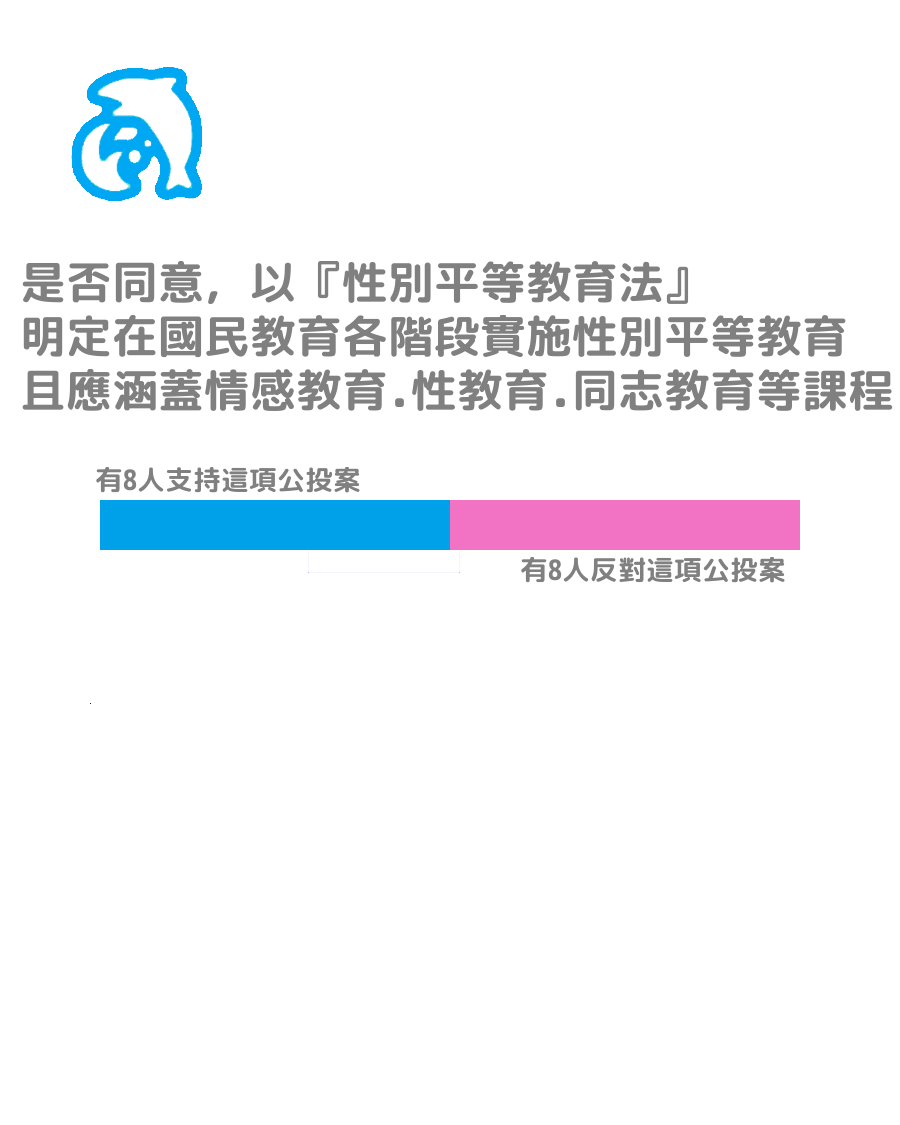 是否同意，以『性別平等教育法』
明定在國民教育各階段實施性別平等教育
且應涵蓋情感教育.性教育.同志教育等課程
有8人支持這項公投案
有8人反對這項公投案